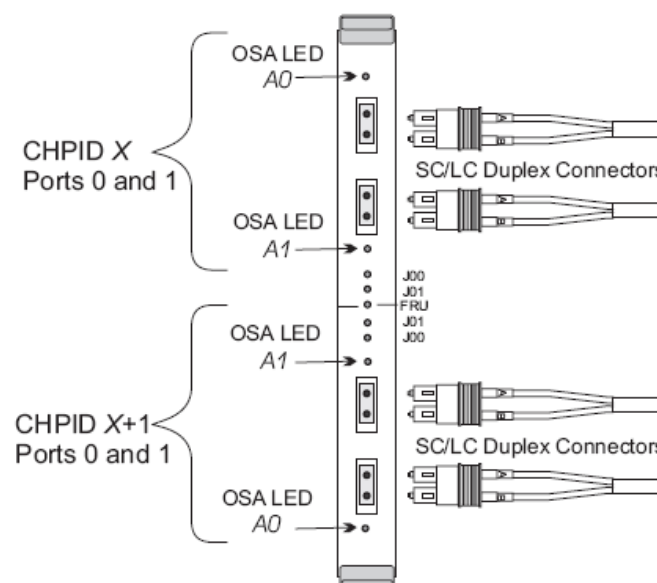 OSA LED
A0
CHPID X
Ports 0 and 1
SC/LC Duplex Connectors
OSA LED
A1
J00
J01
FRU
J01
J00
OSA LED
A1
CHPID X+1
Ports 0 and 1
SC/LC Duplex Connectors
OSA LED
A0